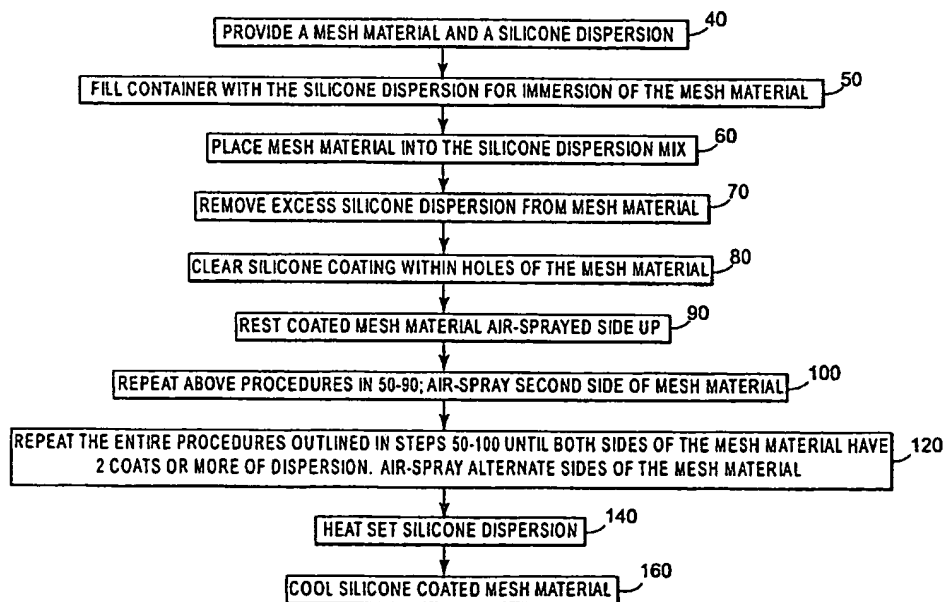 PROVIDE A MESH MATERIAL AND A SILICONE DISPERSION 40
FILL CONTAINER WITH THE SILICONE DISPERSION FOR IMMERSION OF THE MESH MATERIAL 50
PLACE MESH MATERIAL INTO THE SILICONE DISPERSION MIX 60
REMOVE EXCESS SILICONE DISPERSION FROM MESH MATERIAL 70
CLEAR SILICONE COATING WITHIN HOLES OF THE MESH MATERIAL 80
REST COATED MESH MATERIAL AIR-SPRAYED SIDE UP 90
REPEAT ABOVE PROCEDURES IN 50-90; AIR-SPRAY SECOND SIDE OF MESH MATERIAL 100
REPEAT THE ENTIRE PROCEDURES OUTLINED IN STEPS 50-100 UNTIL BOTH SIDES OF THE MESH MATERIAL HAVE 120
2 COATS OR MORE OF DISPERSION. AIR-SPRAY ALTERNATE SIDES OF THE MESH MATERIAL
HEAT SET SILICONE DISPERSION 140
COOL SILICONE COATED MESH MATERIAL 160